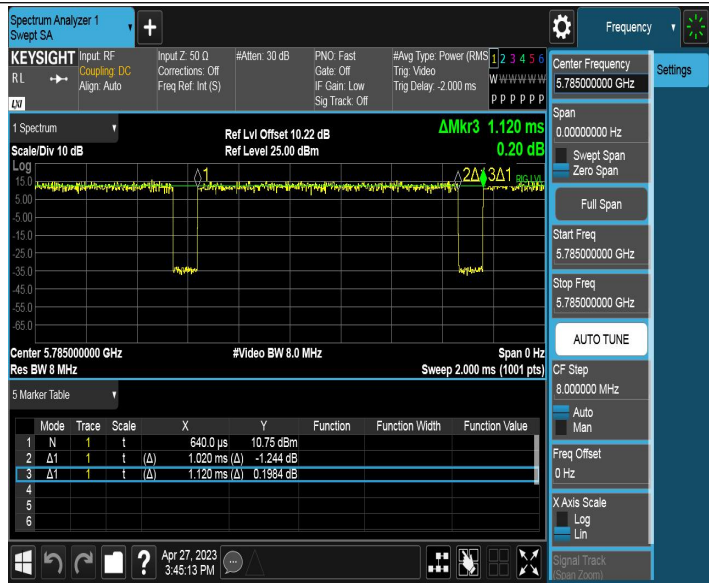 Spectrum Analyzer 1
Swept SA
+
Frequency
KEYSIGHT
RL
LXI
Input: RF
Coupling: DC
Align: Auto
Input Z: 50 Ω
Corrections: Off
Freq Ref: Int (S)
#Atten: 30 dB
PNO: Fast
Gate: Off
IF Gain: Low
Sig Track: Off
#Avg Type: Power (RMS
Trig: Video
Trig Delay: -2.000 ms
1 2 3 4 5 6
W W W W W W
P P P P P P
Center Frequency
5.785000000 GHz
Settings
Span
0.00000000 Hz
Swept Span
Zero Span
Full Span
Start Freq
5.785000000 GHz
Stop Freq
5.785000000 GHz
AUTO TUNE
CF Step
8.000000 MHz
Auto
Man
Freq Offset
0 Hz
X Axis Scale
Log
Lin
Signal Track
(Span Zoom)
1 Spectrum
Scale/Div 10 dB
Ref Lvl Offset 10.22 dB
Ref Level 25.00 dBm
ΔMkr3 1.120 ms
0.20 dB
Log
15.0
5.00
-5.00
-15.0
-25.0
-35.0
-45.0
-55.0
-65.0
1
2Δ1
3Δ1
Center 5.785000000 GHz
Res BW 8 MHz
#Video BW 8.0 MHz
Span 0 Hz
Sweep 2.000 ms (1001 pts)
5 Marker Table
Mode Trace Scale X Y Function Function Width Function Value
1 N 1 t 640.0 µs 10.75 dBm
2 Δ1 1 t (Δ) 1.020 ms (Δ) -1.244 dB
3 Δ1 1 t (Δ) 1.120 ms (Δ) 0.1984 dB
4
5
6
?
Apr 27, 2023
3:45:13 PM